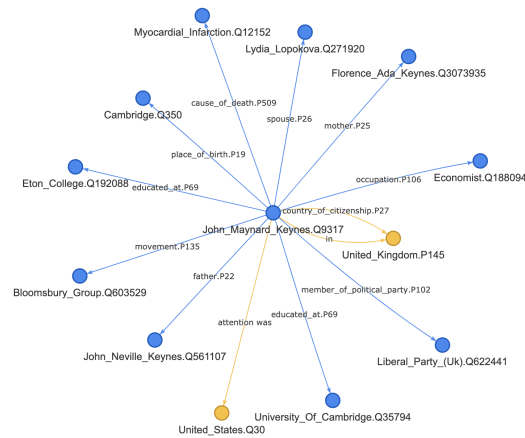 Myocardial_Infarction.Q12152
Lydia_Lopokova.Q271920
Florence_Ada_Keynes.Q3073935
cause_of_death.P509
spouse.P26
Cambridge.Q350
mother.P25
place_of_birth.P19
Eton_College.Q192088
educated_at.P69
occupation.P106
Economist.Q188094
country_of_citizenship.P27
John_Maynard_Keynes.Q9317
in
movement.P135
United_Kingdom.P145
Bloomsbury_Group.Q603529
father.P22
member_of_political_party.P102
attention was
educated_at.P69
John_Neville_Keynes.Q561107
Liberal_Party_(Uk).Q622441
United_States.Q30
University_Of_Cambridge.Q35794